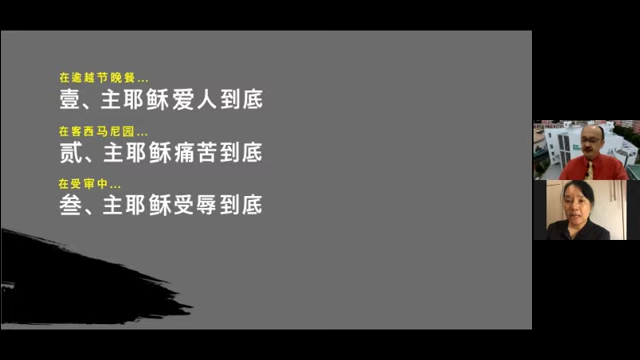 在逾越节晚餐...
壹、主耶稣爱人到底
在客西马尼园...
贰、主耶稣痛苦到底
在受审中...
叁、主耶稣受辱到底